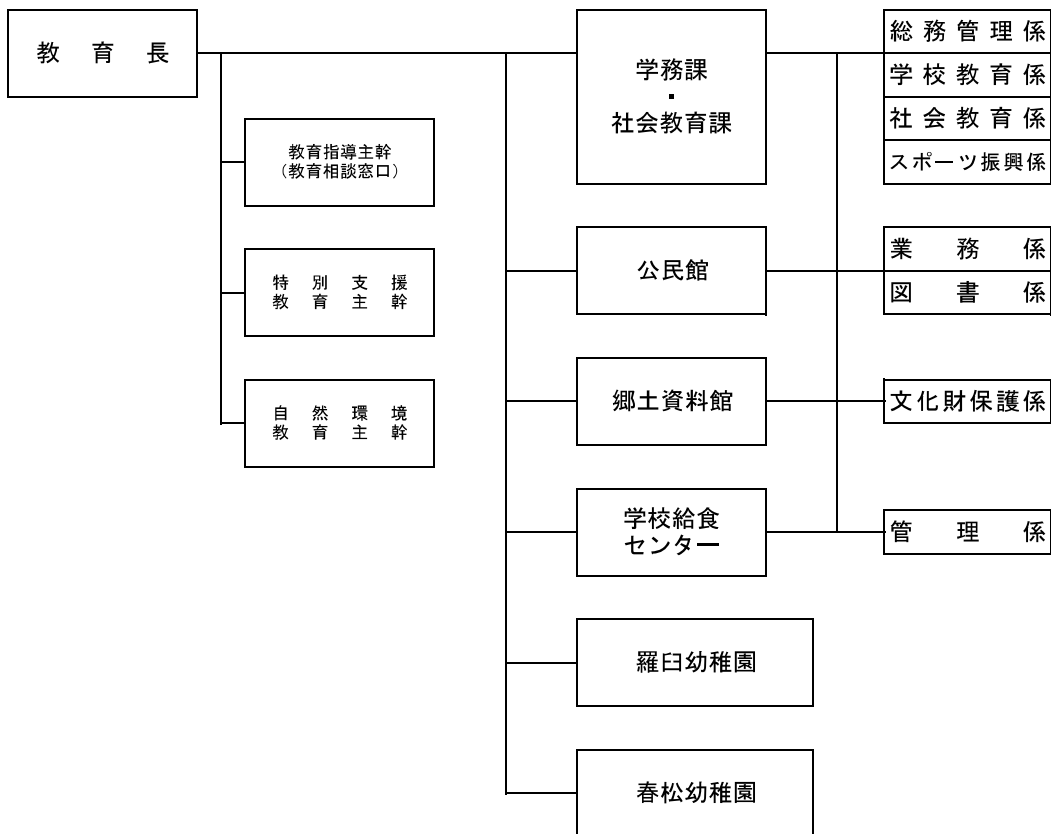 教育長
教育指導主幹
（教育相談窓口）
特別支援
教育主幹
自然環境
教育主幹
学務課
・
社会教育課
公民館
郷土資料館
学校給食
センター
羅臼幼稚園
春松幼稚園
総務管理係
学校教育係
社会教育係
スポーツ振興係
業務係
図書係
文化財保護係
管理係